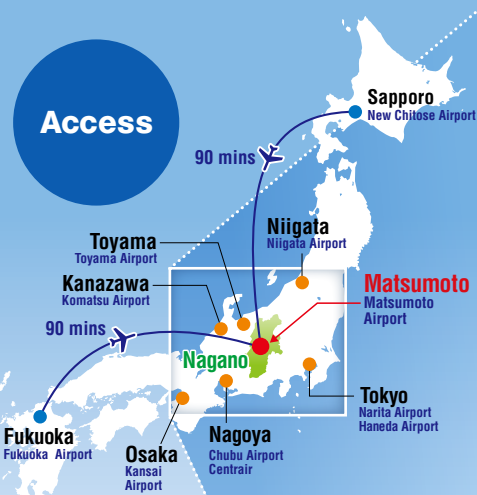 Access
Sapporo
New Chitose Airport
90 mins
Niigata
Niigata Airport
Toyama
Toyama Airport
Kanazawa
Komatsu Airport
Matsumoto
Matsumoto
Airport
90 mins
Nagano
Tokyo
Narita Airport
Haneda Airport
Fukuoka
Fukuoka Airport
Osaka
Kansai
Airport
Nagoya
Chubu Airport
Centrair